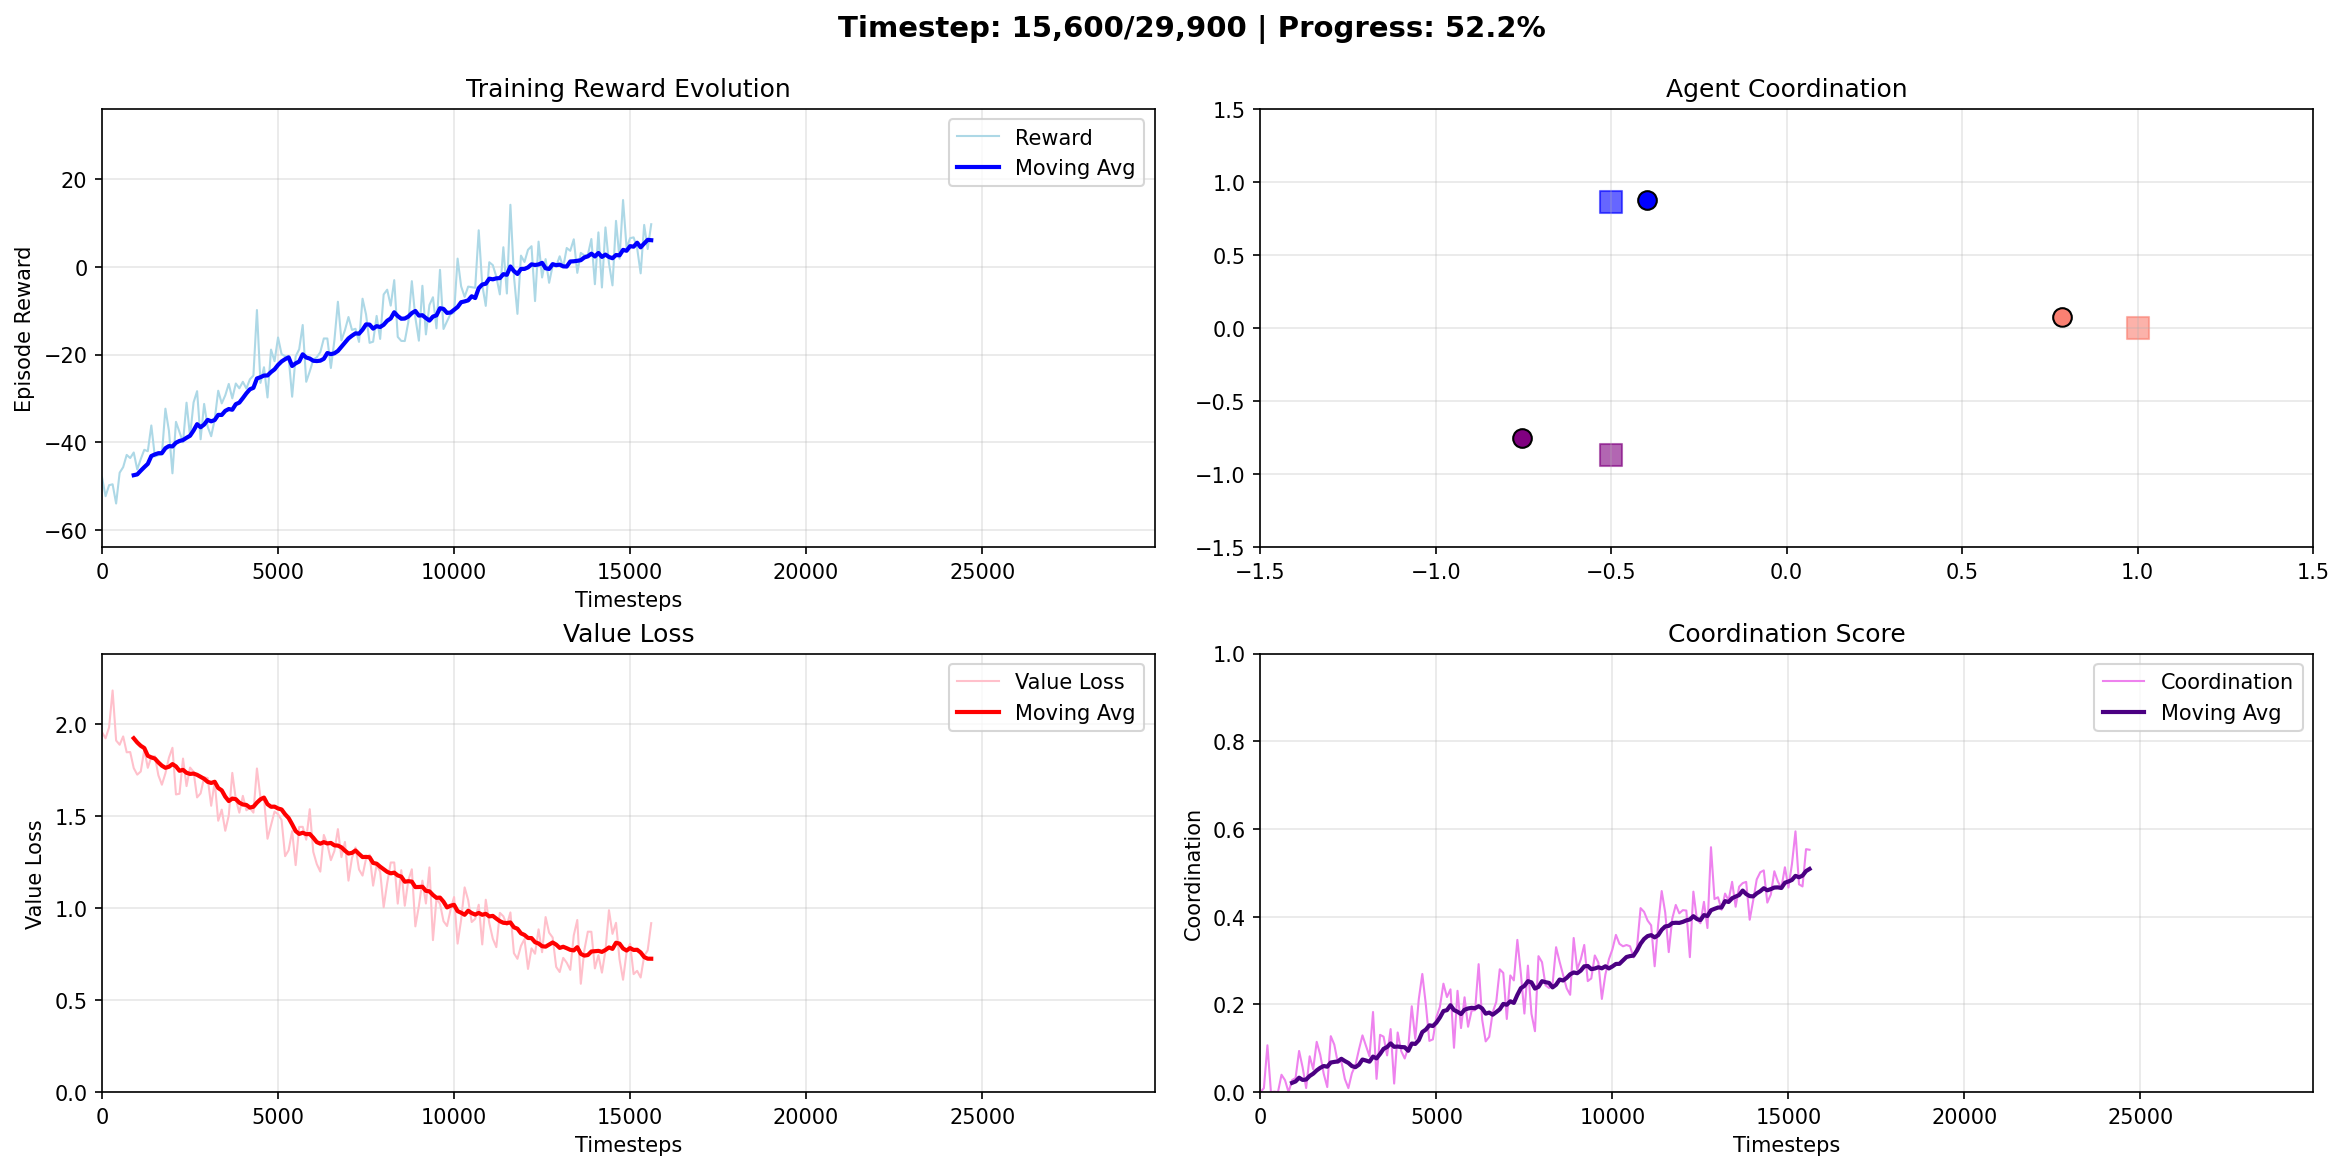 Timestep: 15,600/29,900 | Progress: 52.2%
Training Reward Evolution
Episode Reward
20
0
−20
−40
−60
Reward
Moving Avg
0 5000 10000 15000 20000 25000
Timesteps
Agent Coordination
1.5
1.0
0.5
0.0
−0.5
−1.0
−1.5
−1.5 −1.0 −0.5 0.0 0.5 1.0 1.5
Value Loss
Value Loss
2.0
1.5
1.0
0.5
0.0
Value Loss
Moving Avg
0 5000 10000 15000 20000 25000
Timesteps
Coordination Score
Coordination
1.0
0.8
0.6
0.4
0.2
0.0
Coordination
Moving Avg
0 5000 10000 15000 20000 25000
Timesteps